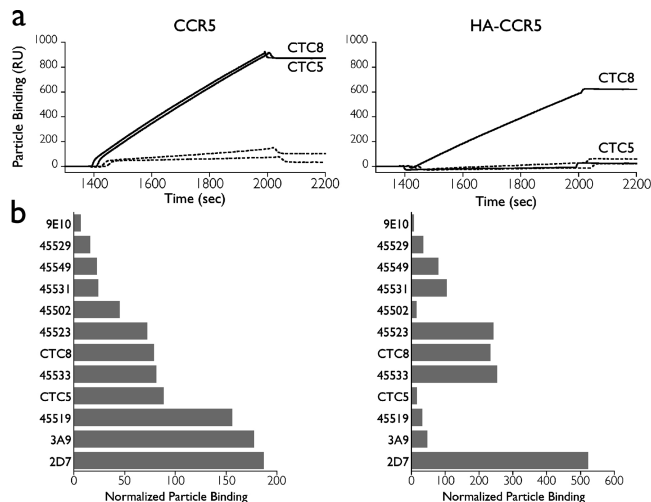 a
CCR5
HA-CCR5
Particle Binding (RU)
1000
800
600
400
200
0
CTC8
CTC5
1400 1600 1800 2000 2200
Time (sec)
1000
800
600
400
200
0
CTC8
CTC5
1400 1600 1800 2000 2200
Time (sec)
b
9E10
45529
45549
45531
45502
45523
CTC8
45533
CTC5
45519
3A9
2D7
0 50 100 150 200
Normalized Particle Binding
9E10
45529
45549
45531
45502
45523
CTC8
45533
CTC5
45519
3A9
2D7
0 100 200 300 400 500 600
Normalized Particle Binding